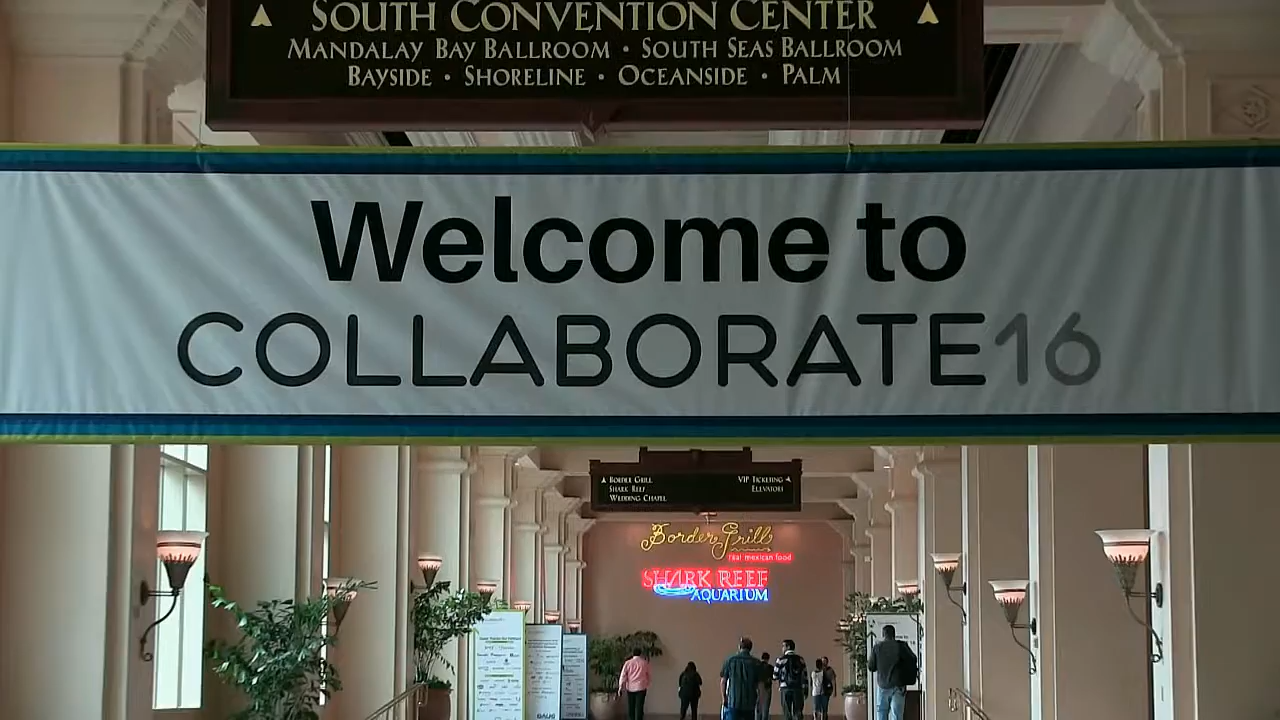 SOUTH CONVENTION CENTER
MANDALAY BAY BALLROOM • SOUTH SEAS BALLROOM
BAYSIDE • SHORELINE • OCEANSIDE • PALM
Welcome to
COLLABORATE16
BORDER GRILL
SHARK REEF
WEDDING CHAPEL
VIP TICKETING
ELEVATORS
Border Grill
real mexican food
SHARK REEF
AQUARIUM